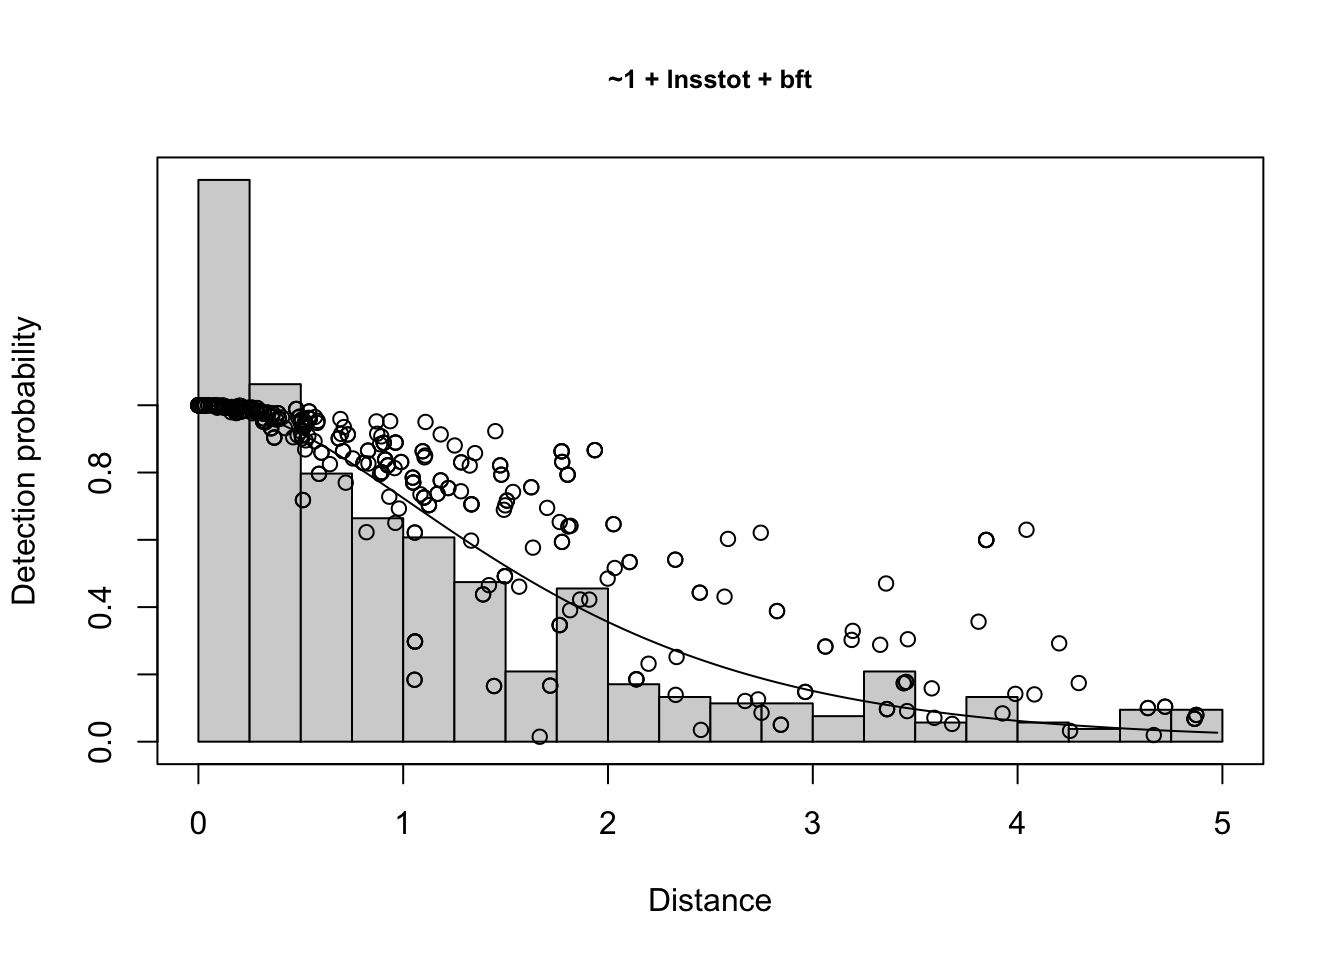 ~1 + lnsstot + bft
Detection probability
0.8
0.4
0.0
0 1 2 3 4 5
Distance